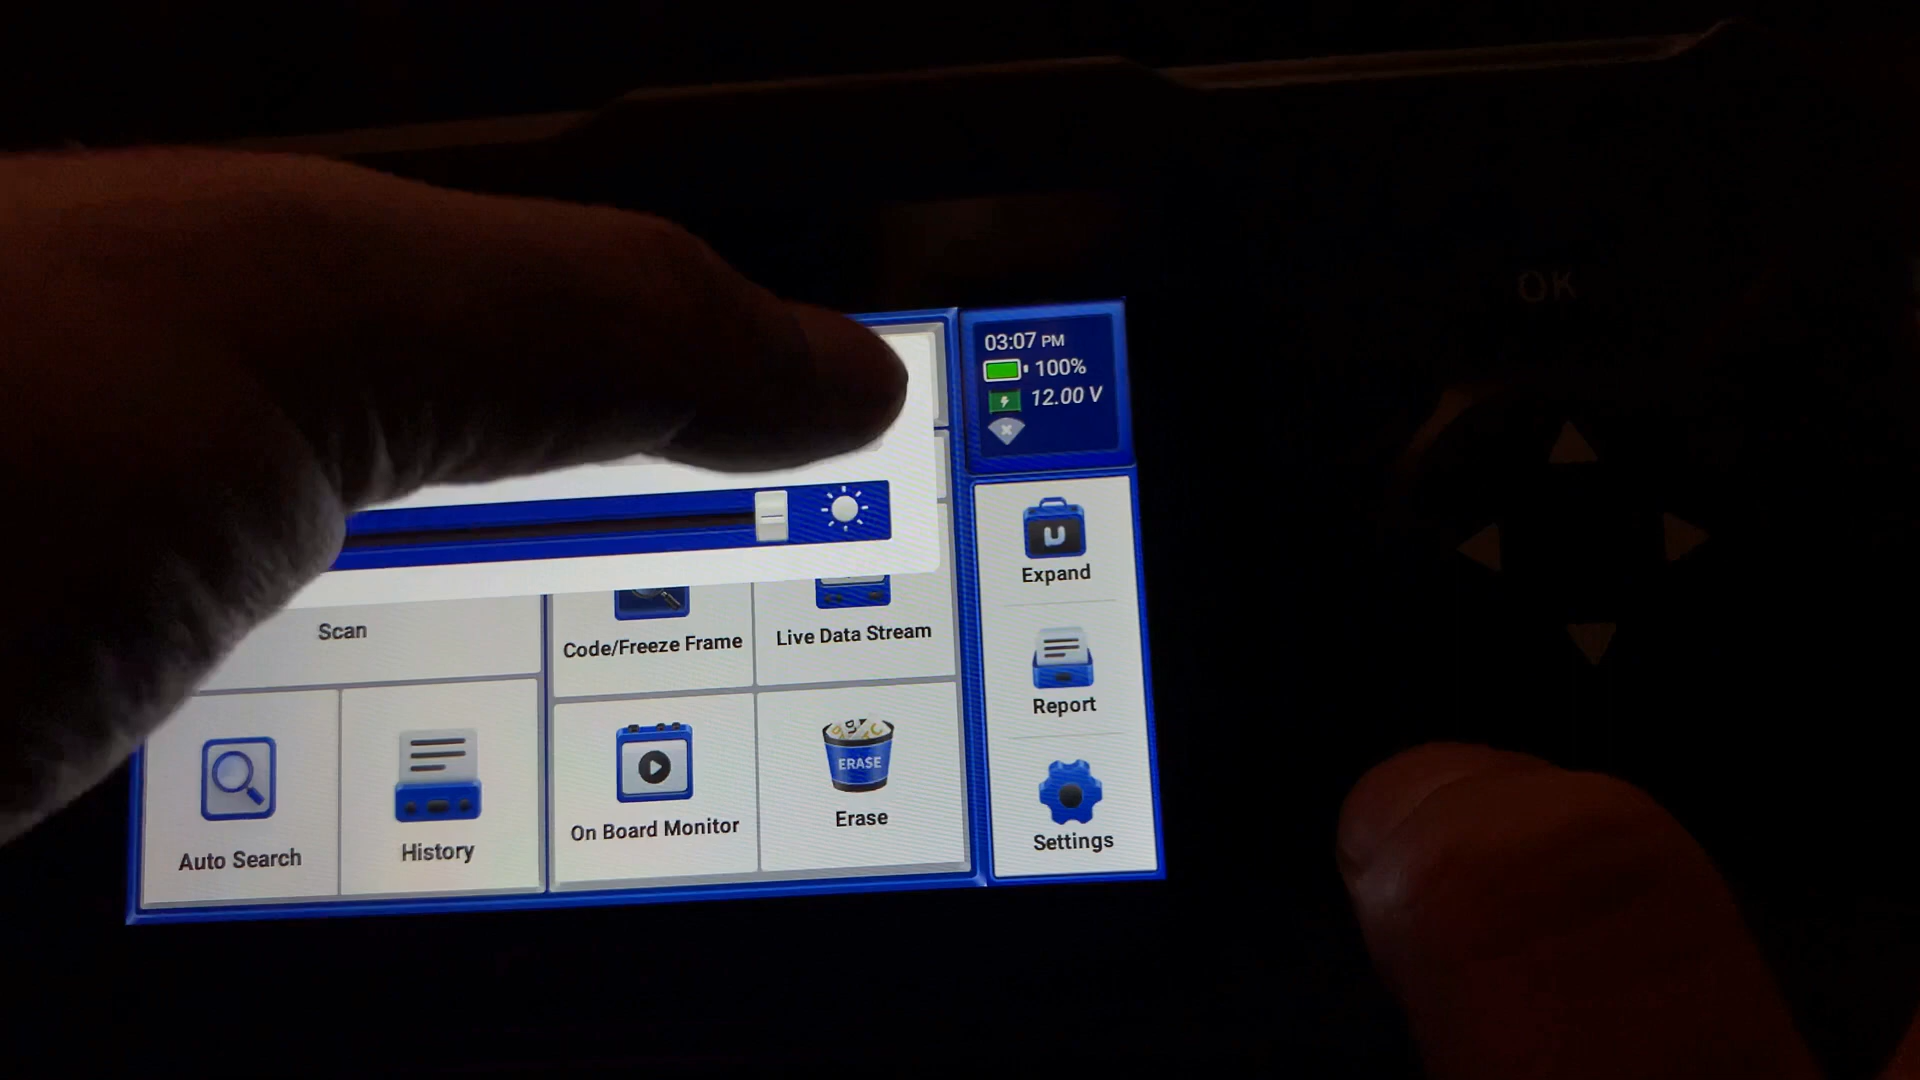 OK
03:07 PM
100%
12.00 V
Expand
Scan
Code/Freeze Frame
Live Data Stream
Report
ERASE
Auto Search
History
On Board Monitor
Erase
Settings